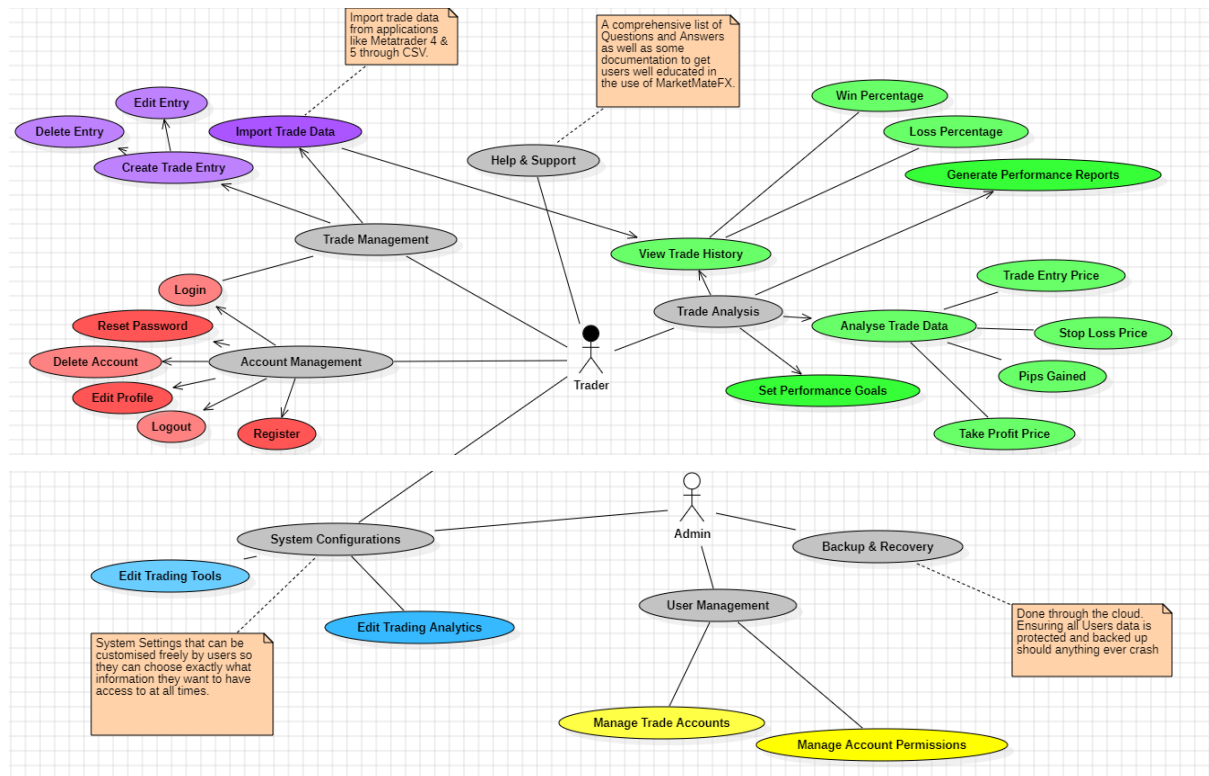 Import trade data
from applications
like Metatrader 4 &
5 through CSV.
A comprehensive list of
Questions and Answers
as well as some
documentation to get
users well educated in
the use of MarketMateFX.
Edit Entry
Delete Entry
Import Trade Data
Create Trade Entry
Help & Support
Win Percentage
Loss Percentage
Generate Performance Reports
Trade Management
View Trade History
Login
Trade Entry Price
Reset Password
Trade Analysis
Analyse Trade Data
Stop Loss Price
Delete Account
Account Management
Trader
Pips Gained
Edit Profile
Set Performance Goals
Logout
Register
Take Profit Price
Admin
System Configurations
Backup & Recovery
Edit Trading Tools
User Management
Edit Trading Analytics
System Settings that can be
customised freely by users so
they can choose exactly what
information they want to have
access to at all times.
Done through the cloud.
Ensuring all Users data is
protected and backed up
should anything ever crash
Manage Trade Accounts
Manage Account Permissions